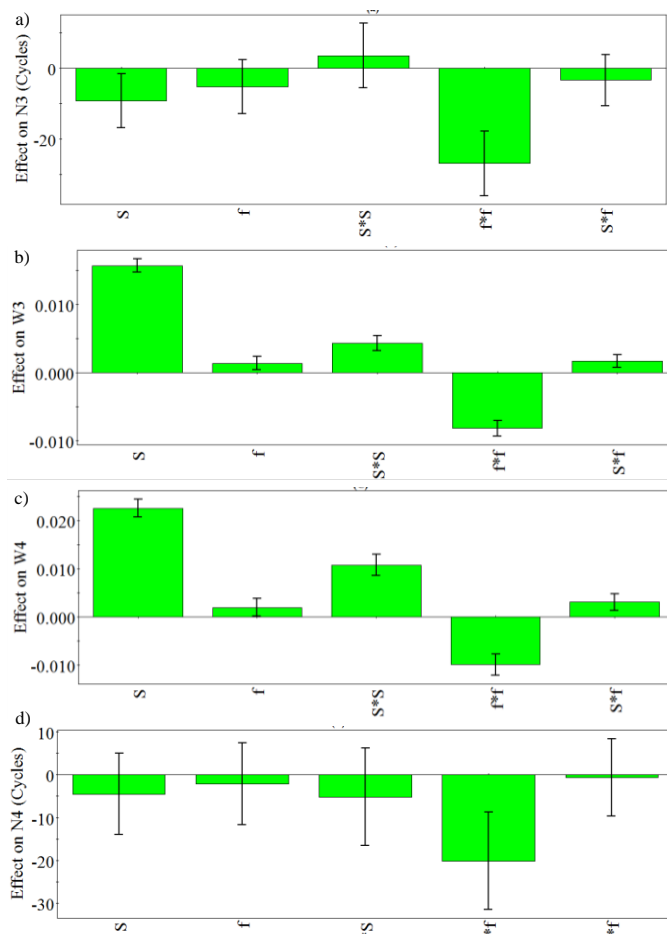 a)
Effect on N3 (Cycles)
0
-20
S
f
S*S
f*f
S*f
b)
Effect on W3
0.010
0.000
-0.010
S
f
S*S
f*f
S*f
c)
Effect on W4
0.020
0.010
0.000
-0.010
S
f
S*S
f*f
S*f
d)
Effect on N4 (Cycles)
10
0
-10
-20
-30
S
f
*S
*f
*f